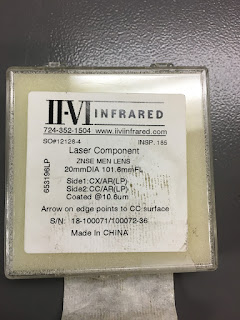 II-VI INFRARED
724-352-1504 www.iiviinfrared.com
SO#12128-4 INSP. 185
Laser Component
ZNSE MEN LENS
20mmDIA 101.6mmFL
Side1: CX/AR(LP)
Side2: CC/AR(LP)
Coated @10.6um
Arrow on edge points to CC surface
S/N: 18-100071/100072-36
Made In CHINA
653196LP